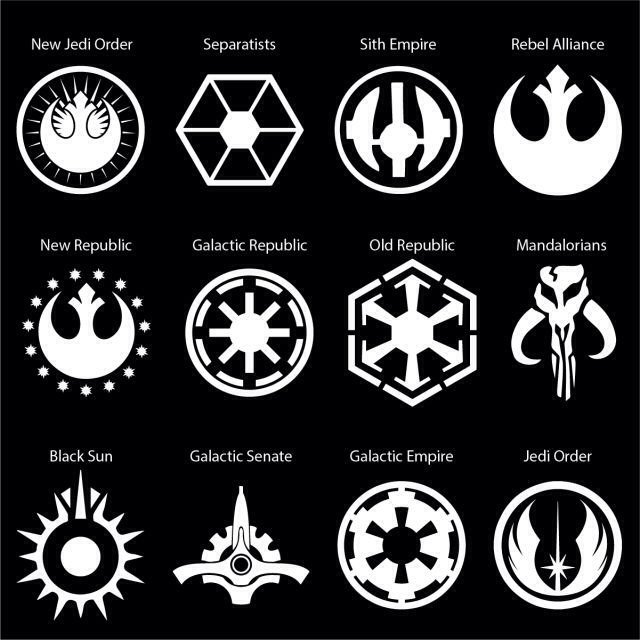 New Jedi Order
Separatists
Sith Empire
Rebel Alliance
New Republic
Galactic Republic
Old Republic
Mandalorians
Black Sun
Galactic Senate
Galactic Empire
Jedi Order